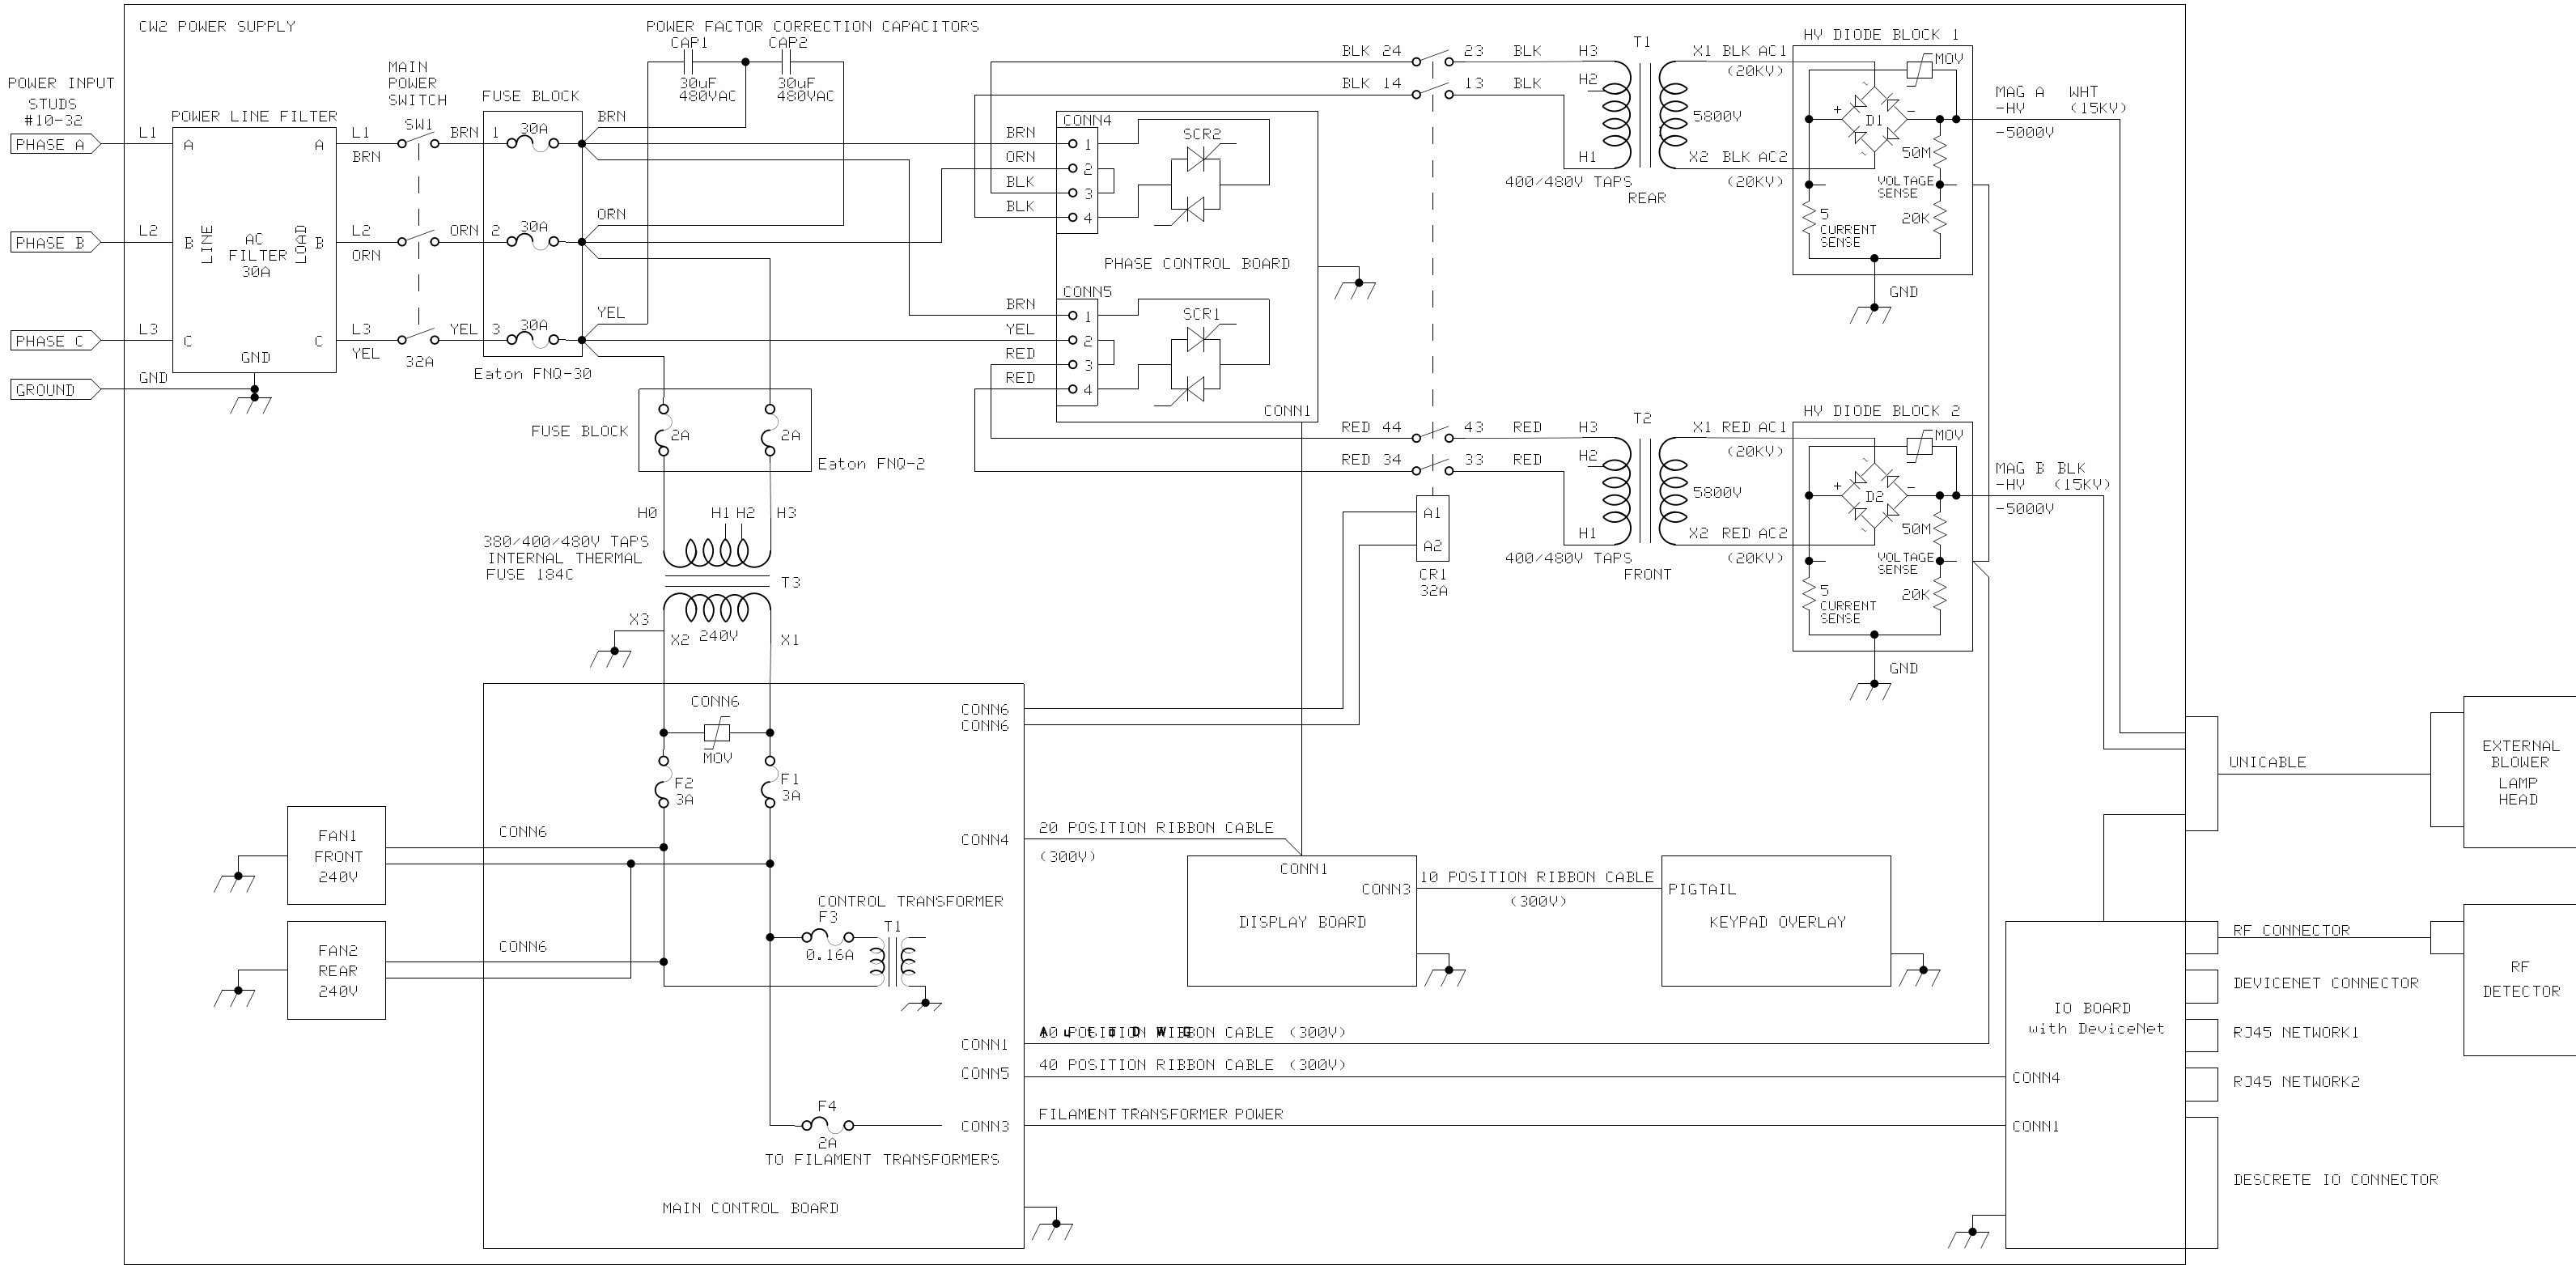 CW2 POWER SUPPLY
POWER FACTOR CORRECTION CAPACITORS
CAP1
CAP2
30uF
480VAC
30uF
480VAC
POWER INPUT
STUDS
#10-32
PHASE A
PHASE B
PHASE C
GROUND
L1
L2
L3
GND
POWER LINE FILTER
A
B
C
LINE
AC
FILTER
30A
LOAD
A
B
C
GND
MAIN
POWER
SWITCH
SW1
L1
BRN
L2
ORN
L3
YEL
32A
BRN 1
ORN 2
YEL 3
FUSE BLOCK
30A
30A
30A
Eaton FNQ-30
BRN
ORN
YEL
FUSE BLOCK
2A
2A
Eaton FNQ-2
H0
H1 H2
H3
380/400/480V TAPS
INTERNAL THERMAL
FUSE 184C
T3
X3
X2
240V
X1
CONN4
BRN
ORN
BLK
BLK
1
2
3
4
SCR2
PHASE CONTROL BOARD
CONN5
BRN
YEL
RED
RED
1
2
3
4
SCR1
CONN1
BLK 24
23
BLK
BLK 14
13
BLK
H3
H2
H1
T1
400/480V TAPS
REAR
X1 BLK AC1
(20KV)
5800V
X2 BLK AC2
(20KV)
HV DIODE BLOCK 1
MOV
+
D1
-
~
~
50M
VOLTAGE
SENSE
20K
5
CURRENT
SENSE
GND
MAG A WHT
-HV (15KV)
-5000V
RED 44
43
RED
RED 34
33
RED
A1
A2
CR1
32A
H3
H2
H1
T2
400/480V TAPS
FRONT
X1 RED AC1
(20KV)
5800V
X2 RED AC2
(20KV)
HV DIODE BLOCK 2
MOV
+
D2
-
~
~
50M
VOLTAGE
SENSE
20K
5
CURRENT
SENSE
GND
MAG B BLK
-HV (15KV)
-5000V
CONN6
MOV
F2
3A
F1
3A
CONN6
CONN6
FAN1
FRONT
240V
CONN6
FAN2
REAR
240V
CONN6
CONTROL TRANSFORMER
F3
0.16A
T1
F4
2A
TO FILAMENT TRANSFORMERS
MAIN CONTROL BOARD
CONN4
20 POSITION RIBBON CABLE
(300V)
CONN1
CONN3
DISPLAY BOARD
10 POSITION RIBBON CABLE
(300V)
PIGTAIL
KEYPAD OVERLAY
CONN1
POSITION RIBBON CABLE (300V)
AutoDWG
CONN5
40 POSITION RIBBON CABLE (300V)
CONN3
FILAMENT TRANSFORMER POWER
IO BOARD
with DeviceNet
CONN4
CONN1
UNICABLE
EXTERNAL
BLOWER
LAMP
HEAD
RF CONNECTOR
RF
DETECTOR
DEVICENET CONNECTOR
RJ45 NETWORK1
RJ45 NETWORK2
DESCRETE IO CONNECTOR